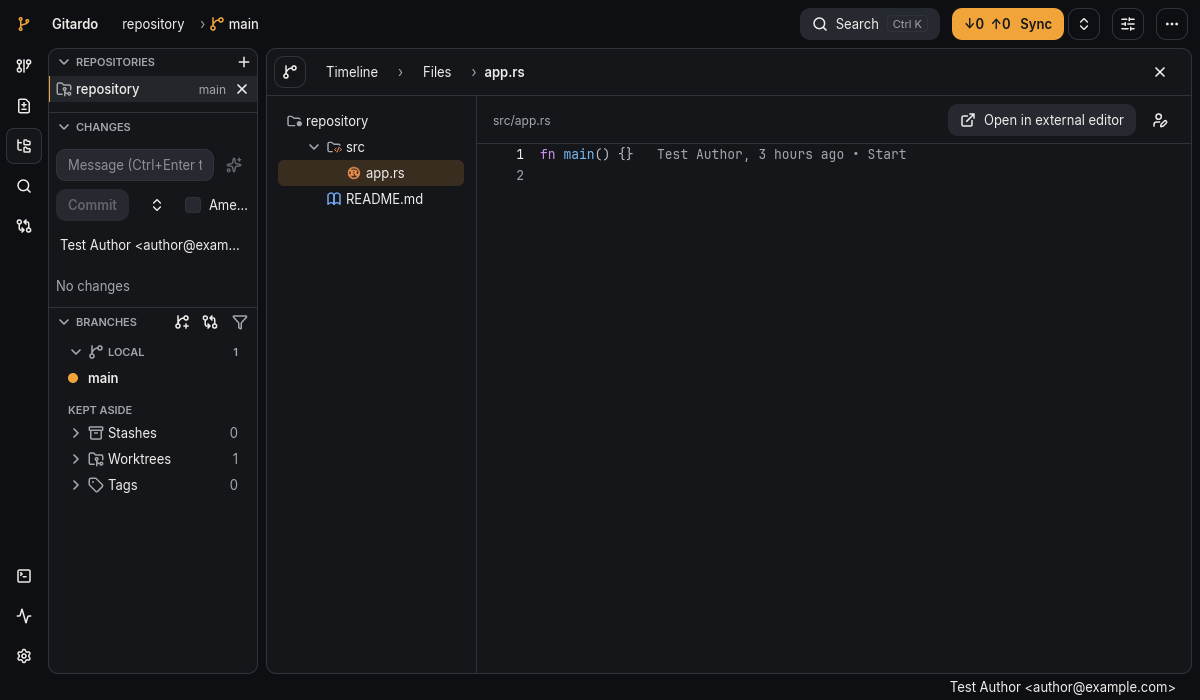 Gitardo repository › main Search Ctrl K ↓0 ↑0 Sync
REPOSITORIES
repository main
CHANGES
Message (Ctrl+Enter t
Commit Ame...
Test Author <author@exam...
No changes
BRANCHES
LOCAL 1
main
KEPT ASIDE
Stashes 0
Worktrees 1
Tags 0
Timeline › Files › app.rs
repository
src
app.rs
README.md
src/app.rs Open in external editor
1 fn main() {} Test Author, 3 hours ago • Start
2
Test Author <author@example.com>